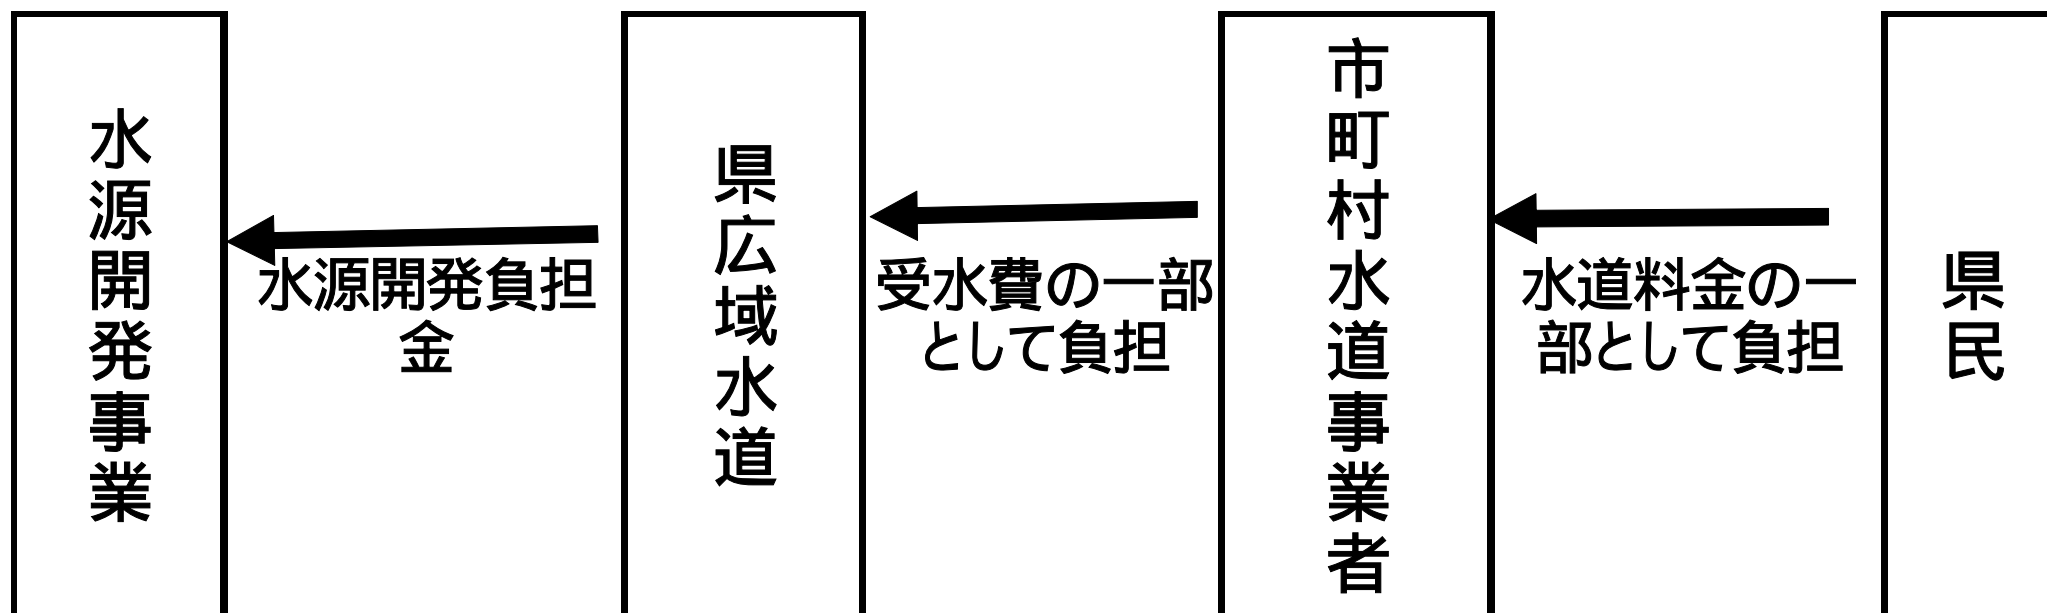 水源開発事業
水源開発負担
金
県広域水道
受水費の一部
として負担
市町村水道事業者
水道料金の一
部として負担
県民